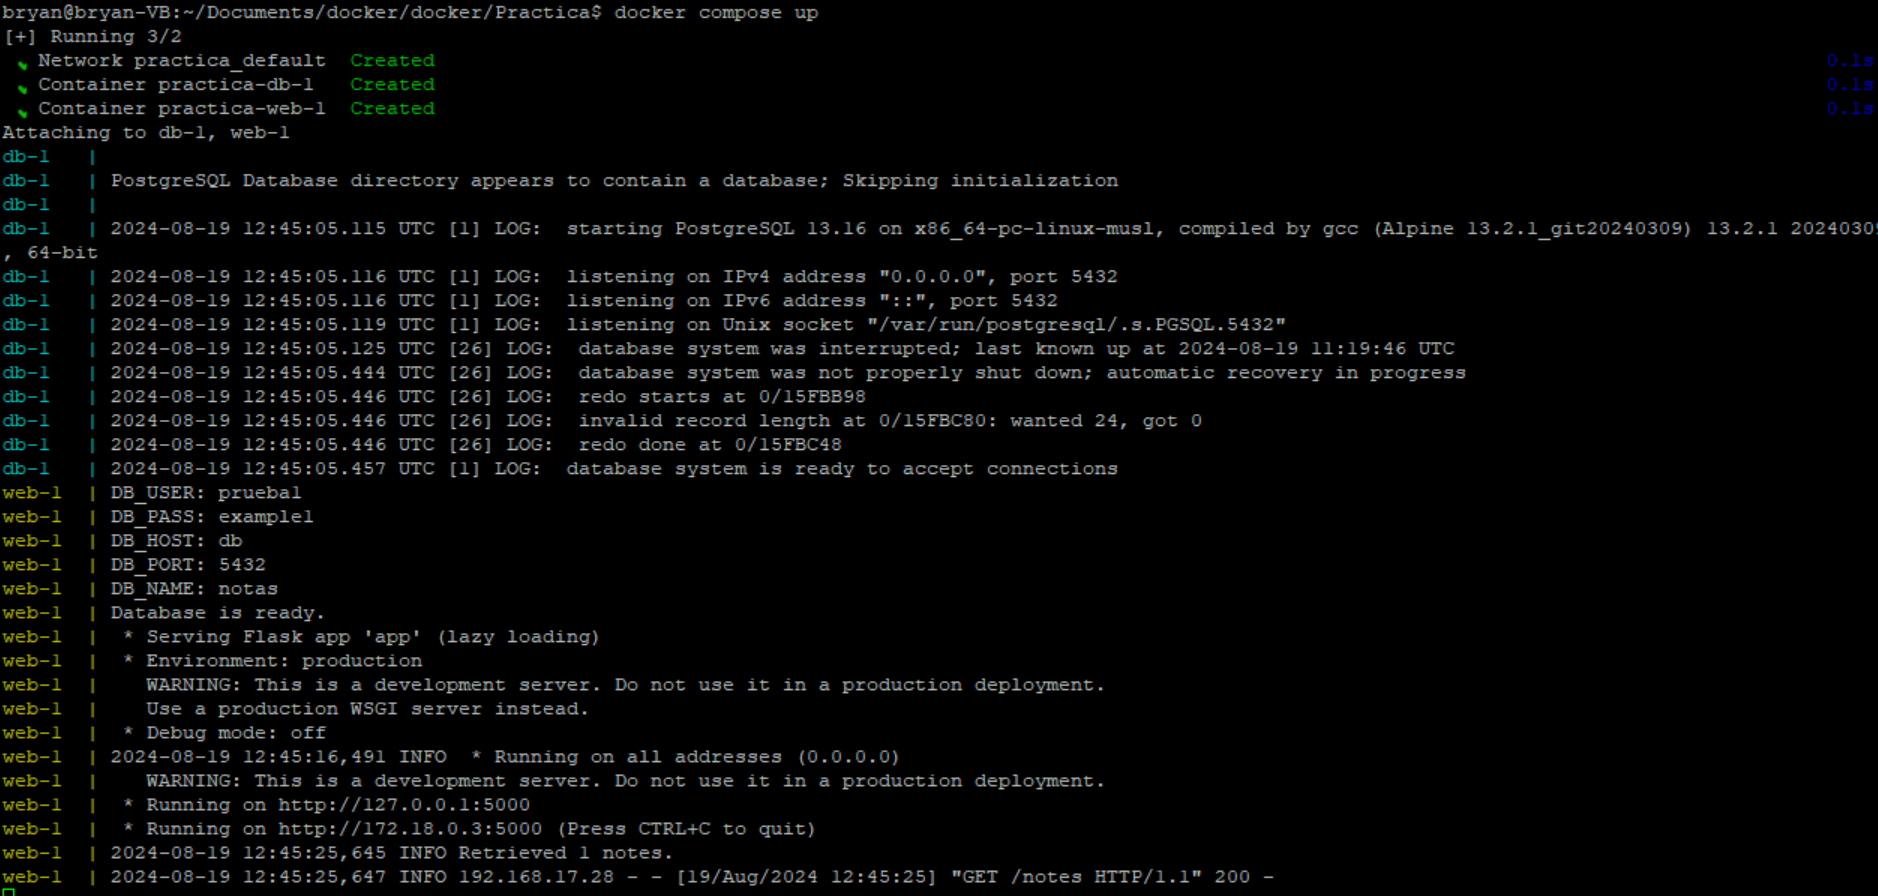 bryan@bryan-VB:~/Documents/docker/docker/Practica$ docker compose up
[+] Running 3/2
✔ Network practica_default  Created 0.1s
✔ Container practica-db-1  Created 0.1s
✔ Container practica-web-1  Created 0.1s
Attaching to db-1, web-1
db-1   |
db-1   | PostgreSQL Database directory appears to contain a database; Skipping initialization
db-1   |
db-1   | 2024-08-19 12:45:05.115 UTC [1] LOG:  starting PostgreSQL 13.16 on x86_64-pc-linux-musl, compiled by gcc (Alpine 13.2.1_git20240309) 13.2.1 20240309
, 64-bit
db-1   | 2024-08-19 12:45:05.116 UTC [1] LOG:  listening on IPv4 address "0.0.0.0", port 5432
db-1   | 2024-08-19 12:45:05.116 UTC [1] LOG:  listening on IPv6 address "::", port 5432
db-1   | 2024-08-19 12:45:05.119 UTC [1] LOG:  listening on Unix socket "/var/run/postgresql/.s.PGSQL.5432"
db-1   | 2024-08-19 12:45:05.125 UTC [26] LOG:  database system was interrupted; last known up at 2024-08-19 11:19:46 UTC
db-1   | 2024-08-19 12:45:05.444 UTC [26] LOG:  database system was not properly shut down; automatic recovery in progress
db-1   | 2024-08-19 12:45:05.446 UTC [26] LOG:  redo starts at 0/15FBB98
db-1   | 2024-08-19 12:45:05.446 UTC [26] LOG:  invalid record length at 0/15FBC80: wanted 24, got 0
db-1   | 2024-08-19 12:45:05.446 UTC [26] LOG:  redo done at 0/15FBC48
db-1   | 2024-08-19 12:45:05.457 UTC [1] LOG:  database system is ready to accept connections
web-1  | DB_USER: prueba1
web-1  | DB_PASS: example1
web-1  | DB_HOST: db
web-1  | DB_PORT: 5432
web-1  | DB_NAME: notas
web-1  | Database is ready.
web-1  |  * Serving Flask app 'app' (lazy loading)
web-1  |  * Environment: production
web-1  |    WARNING: This is a development server. Do not use it in a production deployment.
web-1  |    Use a production WSGI server instead.
web-1  |  * Debug mode: off
web-1  | 2024-08-19 12:45:16,491 INFO  * Running on all addresses (0.0.0.0)
web-1  |    WARNING: This is a development server. Do not use it in a production deployment.
web-1  |  * Running on http://127.0.0.1:5000
web-1  |  * Running on http://172.18.0.3:5000 (Press CTRL+C to quit)
web-1  | 2024-08-19 12:45:25,645 INFO Retrieved 1 notes.
web-1  | 2024-08-19 12:45:25,647 INFO 192.168.17.28 - - [19/Aug/2024 12:45:25] "GET /notes HTTP/1.1" 200 -